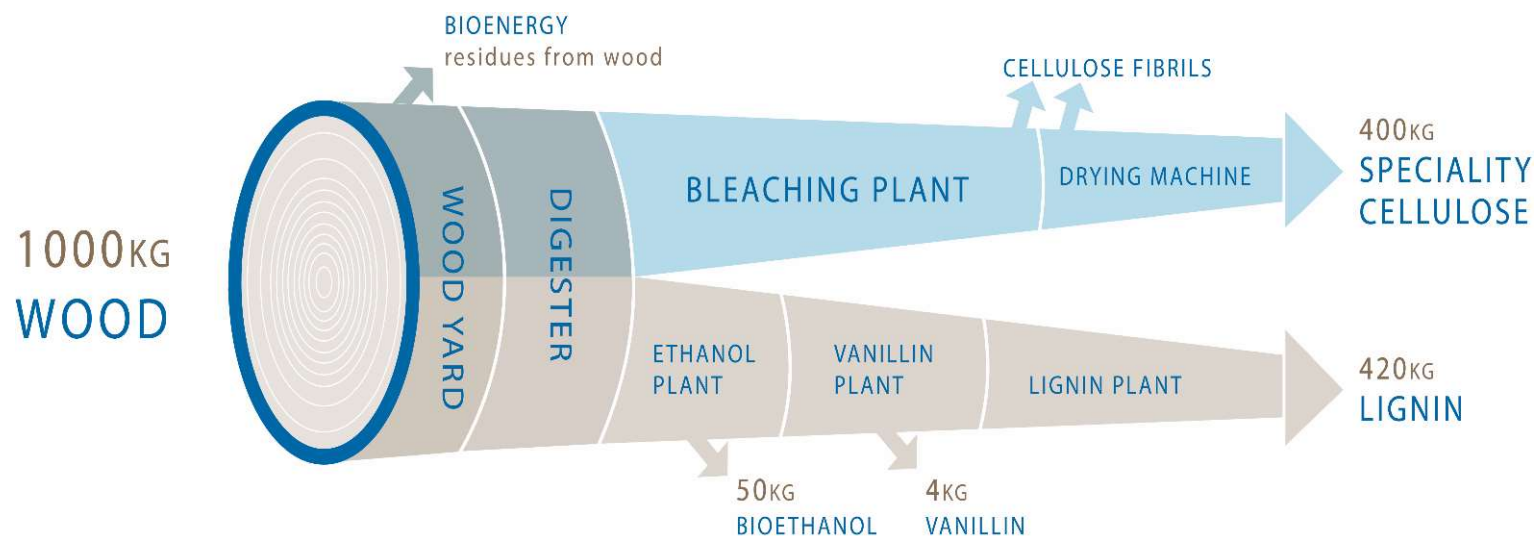 BIOENERGY
residues from wood
CELLULOSE FIBRILS
1000KG
WOOD
WOOD YARD
DIGESTER
BLEACHING PLANT
DRYING MACHINE
400KG
SPECIALITY
CELLULOSE
ETHANOL
PLANT
VANILLIN
PLANT
LIGNIN PLANT
420KG
LIGNIN
50KG
BIOETHANOL
4KG
VANILLIN